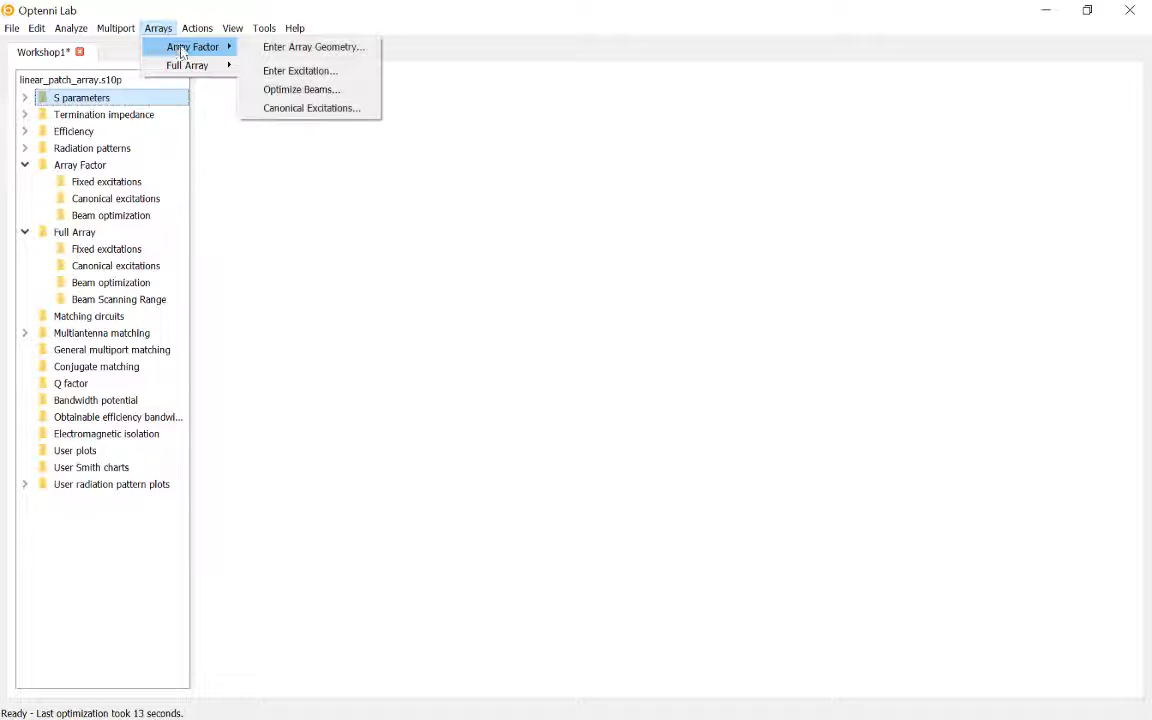 Optenni Lab
File Edit Analyze Multiport Arrays Actions View Tools Help
Workshop1*
Array Factor
Full Array
Enter Array Geometry...
Enter Excitation...
Optimize Beams...
Canonical Excitations...
linear_patch_array.s10p
S parameters
Termination impedance
Efficiency
Radiation patterns
Array Factor
Fixed excitations
Canonical excitations
Beam optimization
Full Array
Fixed excitations
Canonical excitations
Beam optimization
Beam Scanning Range
Matching circuits
Multiantenna matching
General multiport matching
Conjugate matching
Q factor
Bandwidth potential
Obtainable efficiency bandwi...
Electromagnetic isolation
User plots
User Smith charts
User radiation pattern plots
Ready - Last optimization took 13 seconds.